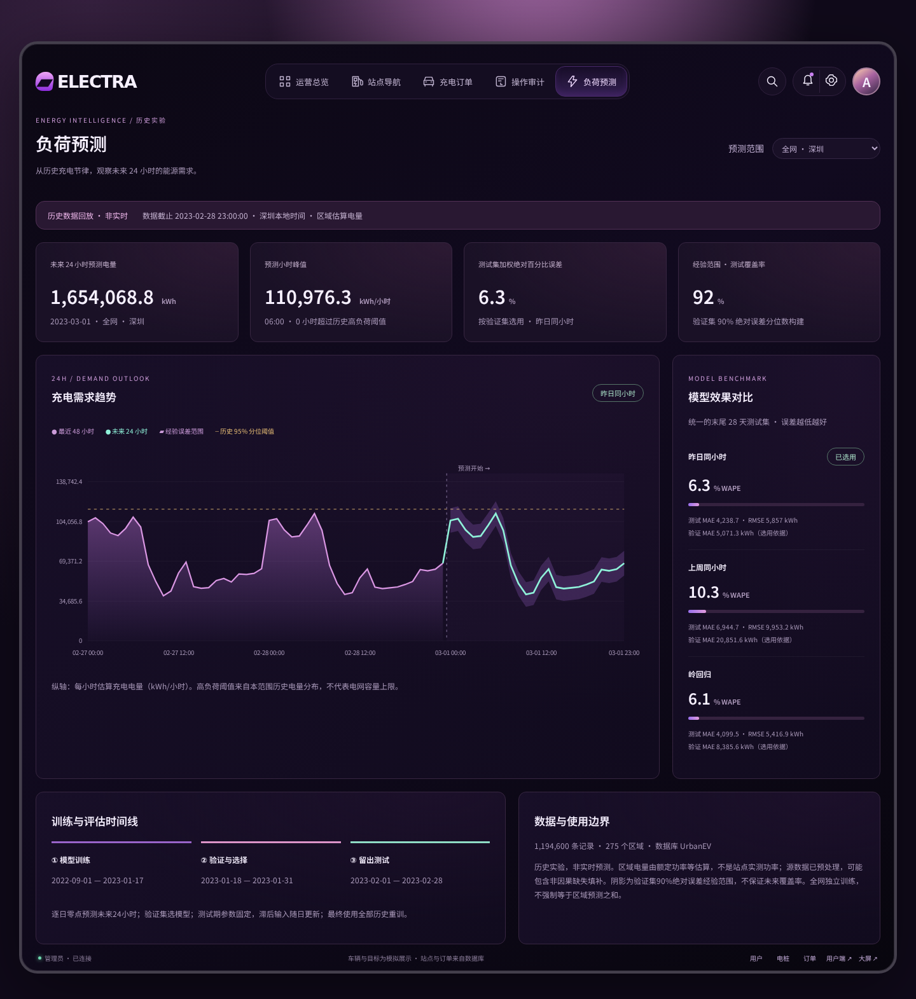 ELECTRA
运营总览
站点导航
充电订单
操作审计
负荷预测
A
ENERGY INTELLIGENCE / 历史实验
负荷预测
预测范围
全网 · 深圳
从历史充电节律，观察未来 24 小时的能源需求。
历史数据回放 · 非实时 数据截止 2023-02-28 23:00:00 · 深圳本地时间 · 区域估算电量
未来 24 小时预测电量
1,654,068.8 kWh
2023-03-01 · 全网 · 深圳
预测小时峰值
110,976.3 kWh/小时
06:00 · 0 小时超过历史高负荷阈值
测试集加权绝对百分比误差
6.3 %
按验证集选用 · 昨日同小时
经验范围 · 测试覆盖率
92 %
验证集 90% 绝对误差分位数构建
24H / DEMAND OUTLOOK
充电需求趋势
昨日同小时
● 最近 48 小时
● 未来 24 小时
▰ 经验误差范围
┄ 历史 95% 分位阈值
预测开始 →
138,742.4
104,056.8
69,371.2
34,685.6
0
02-27 00:00
02-27 12:00
02-28 00:00
02-28 12:00
03-01 00:00
03-01 12:00
03-01 23:00
纵轴：每小时估算充电电量（kWh/小时）。高负荷阈值来自本范围历史电量分布，不代表电网容量上限。
MODEL BENCHMARK
模型效果对比
统一的末尾 28 天测试集 · 误差越低越好
昨日同小时
已选用
6.3 % WAPE
测试 MAE 4,238.7 · RMSE 5,857 kWh
验证 MAE 5,071.3 kWh（选用依据）
上周同小时
10.3 % WAPE
测试 MAE 6,944.7 · RMSE 9,953.2 kWh
验证 MAE 20,851.6 kWh（选用依据）
岭回归
6.1 % WAPE
测试 MAE 4,099.5 · RMSE 5,416.9 kWh
验证 MAE 8,385.6 kWh（选用依据）
训练与评估时间线
① 模型训练
2022-09-01 — 2023-01-17
② 验证与选择
2023-01-18 — 2023-01-31
③ 留出测试
2023-02-01 — 2023-02-28
逐日零点预测未来24小时；验证集选模型；测试期参数固定，滞后输入随日更新；最终使用全部历史重训。
数据与使用边界
1,194,600 条记录 · 275 个区域 · 数据库 UrbanEV
历史实验，非实时预测。区域电量由额定功率等估算，不是站点实测功率；源数据已预处理，可能
包含非因果缺失填补。阴影为验证集90%绝对误差经验范围，不保证未来覆盖率。全网独立训练，
不强制等于区域预测之和。
管理员 · 已连接
车辆与目标为模拟展示 · 站点与订单来自数据库
用户
电桩
订单
用户端 ↗
大屏 ↗